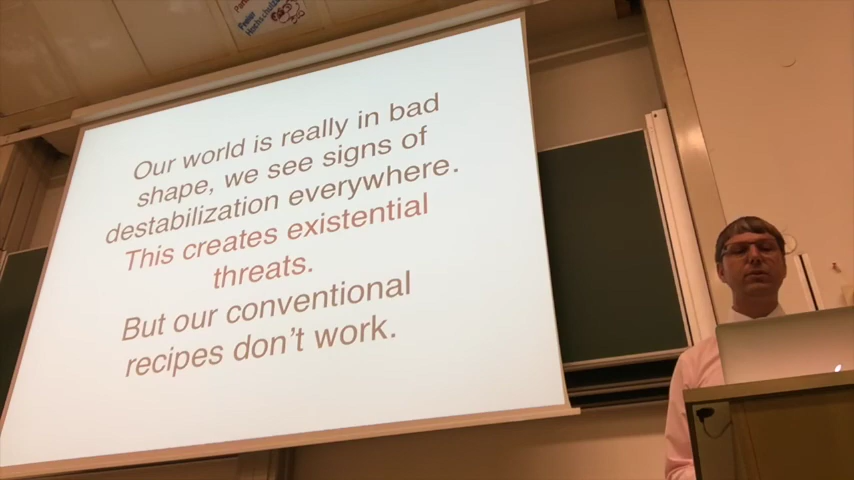 Our world is really in bad
shape, we see signs of
destabilization everywhere.
This creates existential
threats.
But our conventional
recipes don't work.